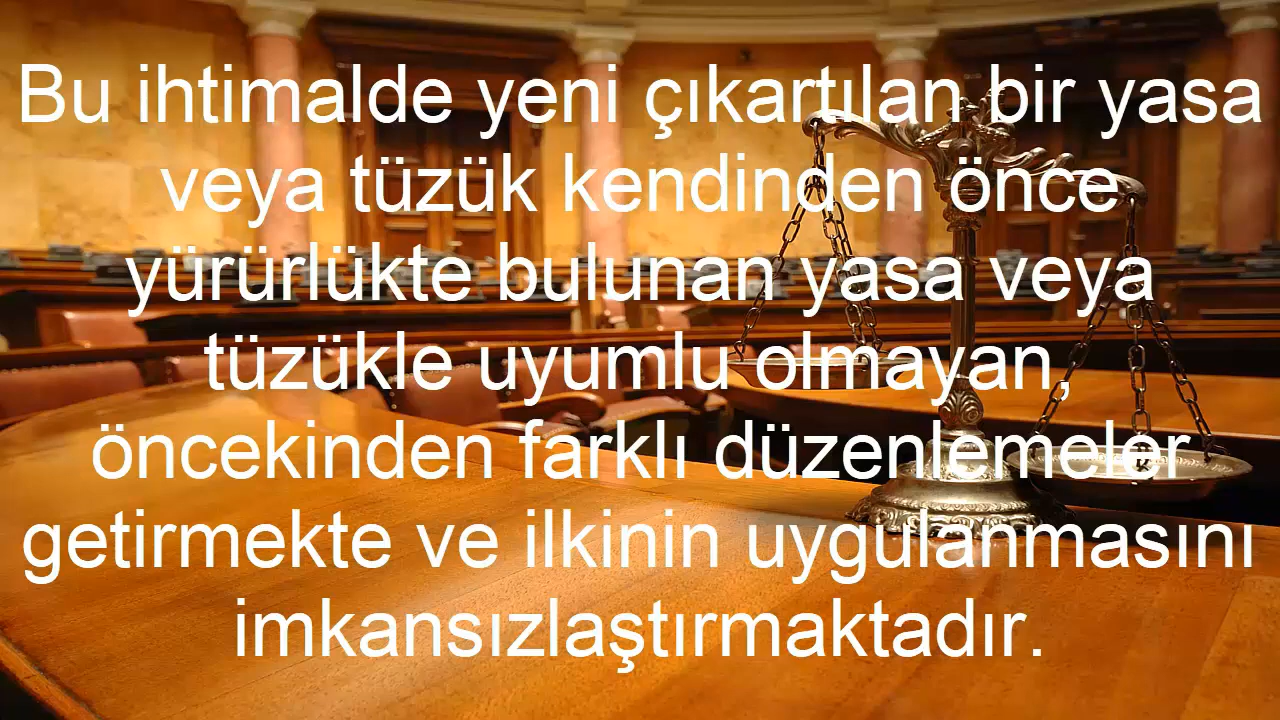 Bu ihtimalde yeni çıkartılan bir yasa
veya tüzük kendinden önce
yürürlükte bulunan yasa veya
tüzükle uyumlu olmayan,
öncekinden farklı düzenlemeler
getirmekte ve ilkinin uygulanmasını
imkansızlaştırmaktadır.